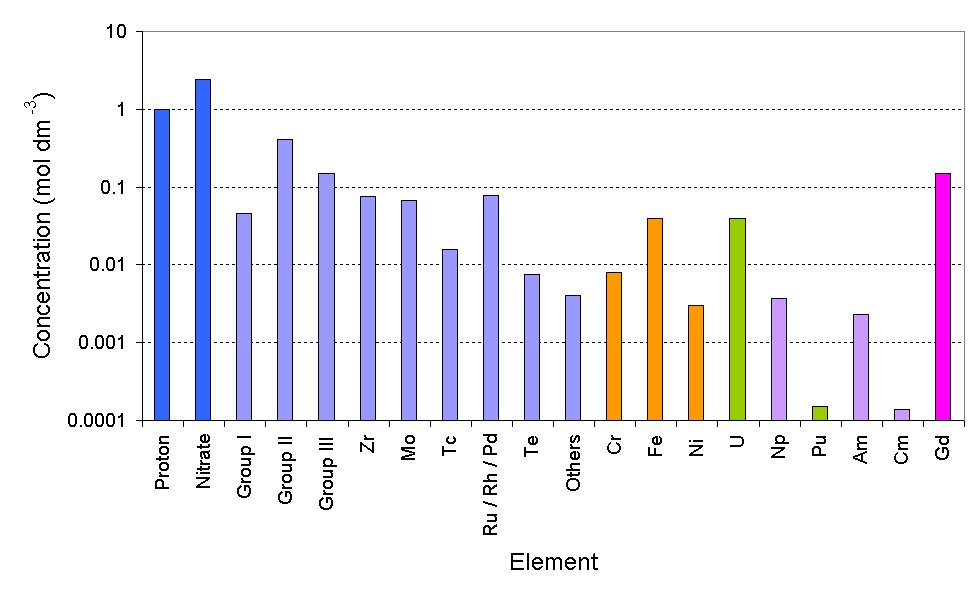 10
1
0.1
0.01
0.001
0.0001
Concentration (mol dm⁻³)
Proton
Nitrate
Group I
Group II
Group III
Zr
Mo
Tc
Ru / Rh / Pd
Te
Others
Cr
Fe
Ni
U
Np
Pu
Am
Cm
Gd
Element